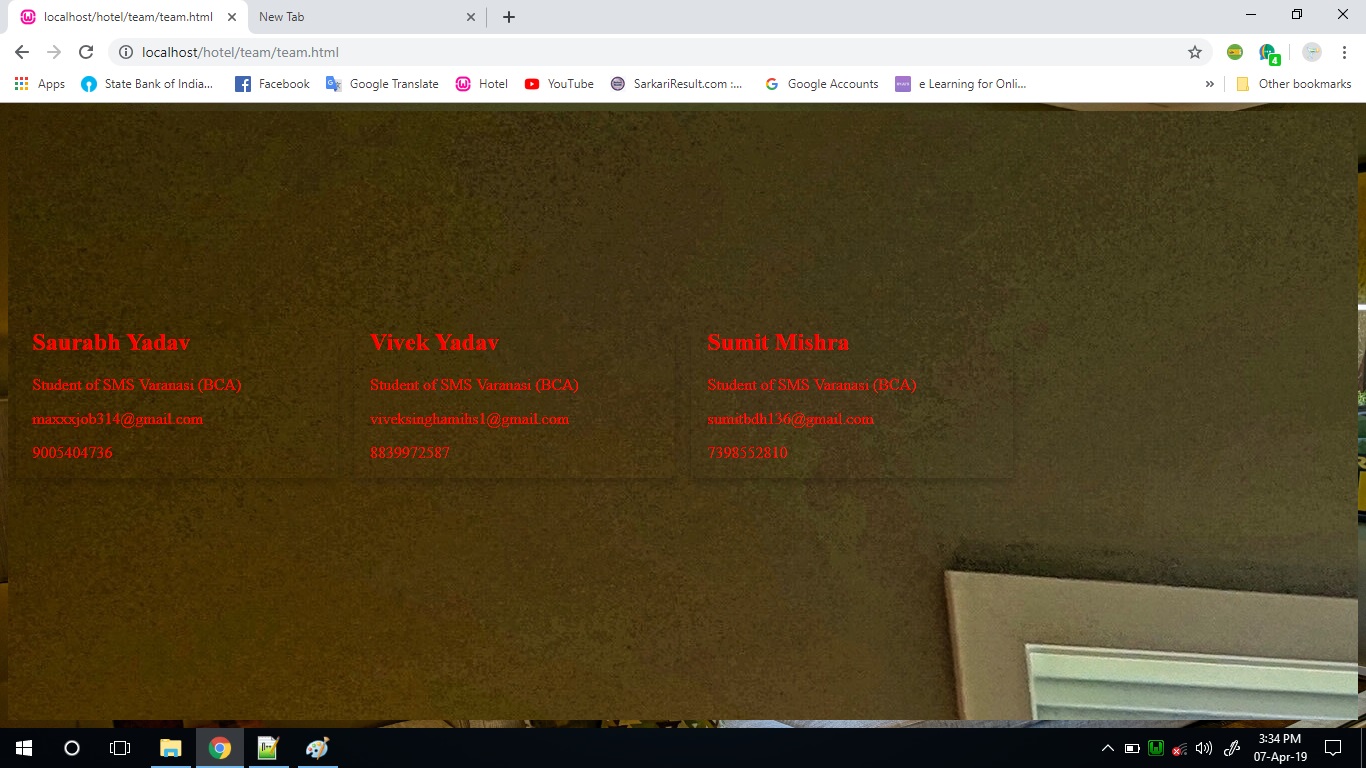 localhost/hotel/team/team.html
New Tab
localhost/hotel/team/team.html
4
Apps State Bank of India... Facebook Google Translate Hotel YouTube SarkariResult.com :... Google Accounts e Learning for Onli... » Other bookmarks
Saurabh Yadav Vivek Yadav Sumit Mishra
Student of SMS Varanasi (BCA) Student of SMS Varanasi (BCA) Student of SMS Varanasi (BCA)
maxxxjob314@gmail.com viveksinghamihs1@gmail.com sumitbdh136@gmail.com
9005404736 8839972587 7398552810
3:34 PM
07-Apr-19